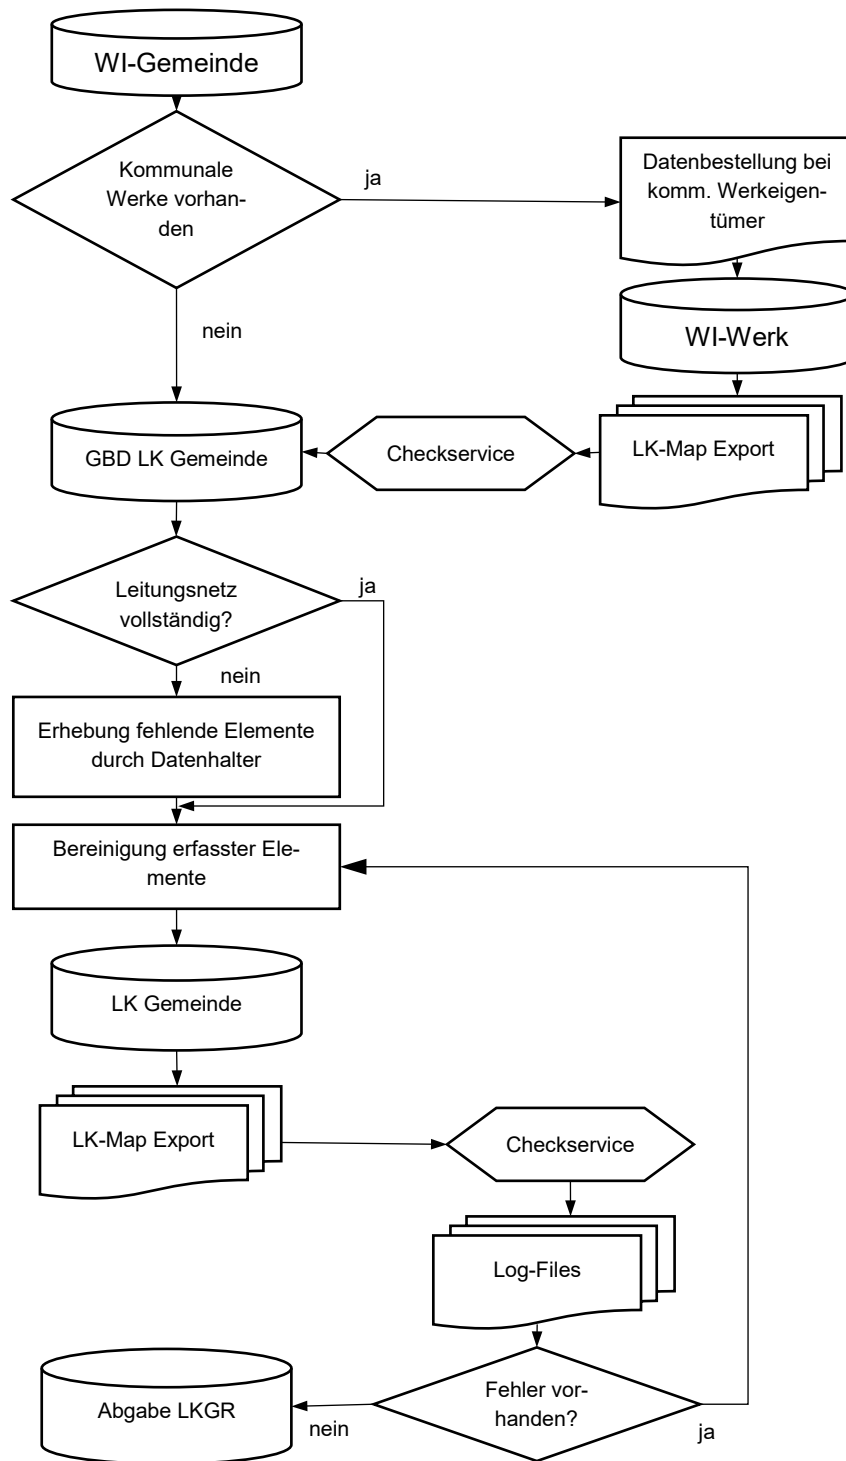 WI-Gemeinde
Kommunale
Werke vorhan-
den
ja
Datenbestellung bei
komm. Werkeigen-
tümer
nein
WI-Werk
GBD LK Gemeinde
Checkservice
LK-Map Export
Leitungsnetz
vollständig?
ja
nein
Erhebung fehlende Elemente
durch Datenhalter
Bereinigung erfasster Ele-
mente
LK Gemeinde
LK-Map Export
Checkservice
Log-Files
Fehler vor-
handen?
ja
nein
Abgabe LKGR